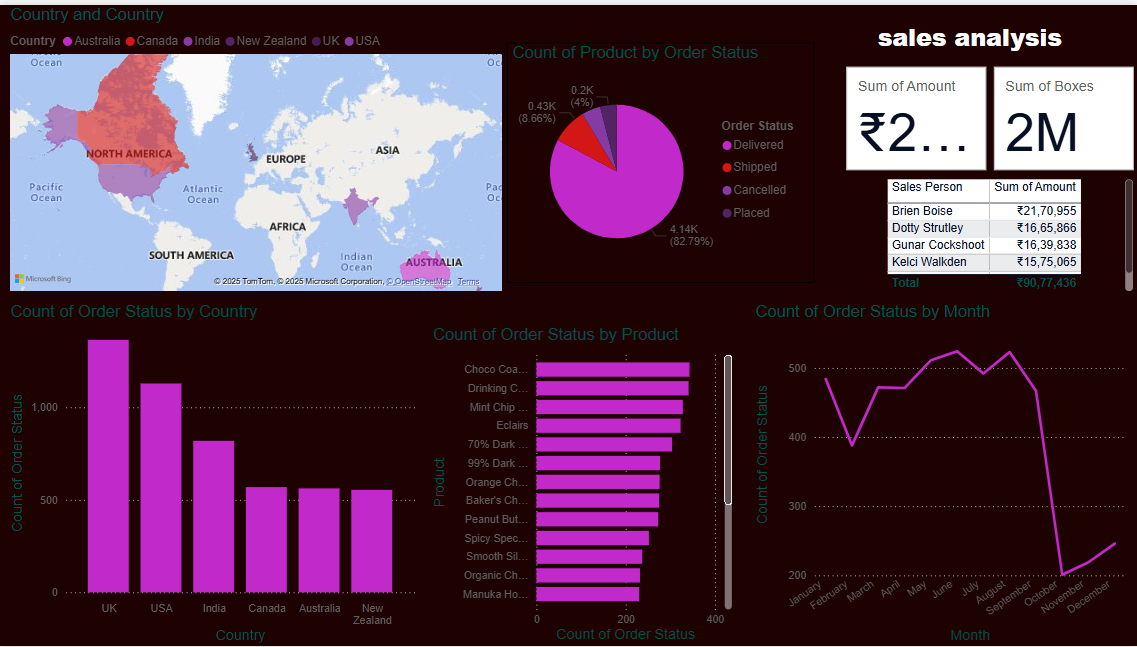 Country and Country
Country Australia Canada India New Zealand UK USA
Ocean
Ocean
NORTH AMERICA
EUROPE
ASIA
Pacific
Ocean
Atlantic
Ocean
AFRICA
SOUTH AMERICA
Indian
Ocean
AUSTRALIA
Microsoft Bing
© 2025 TomTom, © 2025 Microsoft Corporation, © OpenStreetMap Terms
Count of Product by Order Status
0.2K
(4%)
0.43K
(8.66%)
4.14K
(82.79%)
Order Status
Delivered
Shipped
Cancelled
Placed
sales analysis
Sum of Amount
₹2...
Sum of Boxes
2M
Sales Person Sum of Amount
Brien Boise ₹21,70,955
Dotty Strutley ₹16,65,866
Gunar Cockshoot ₹16,39,838
Kelci Walkden ₹15,75,065
Total ₹90,77,436
Count of Order Status by Country
Count of Order Status
1,000
500
0
UK USA India Canada Australia New
Zealand
Country
Count of Order Status by Product
Product
Choco Coa...
Drinking C...
Mint Chip ...
Eclairs
70% Dark ...
99% Dark ...
Orange Ch...
Baker's Ch...
Peanut But...
Spicy Spec...
Smooth Sil...
Organic Ch...
Manuka Ho...
0 200 400
Count of Order Status
Count of Order Status by Month
Count of Order Status
500
400
300
200
January February March April May June July August September October November December
Month